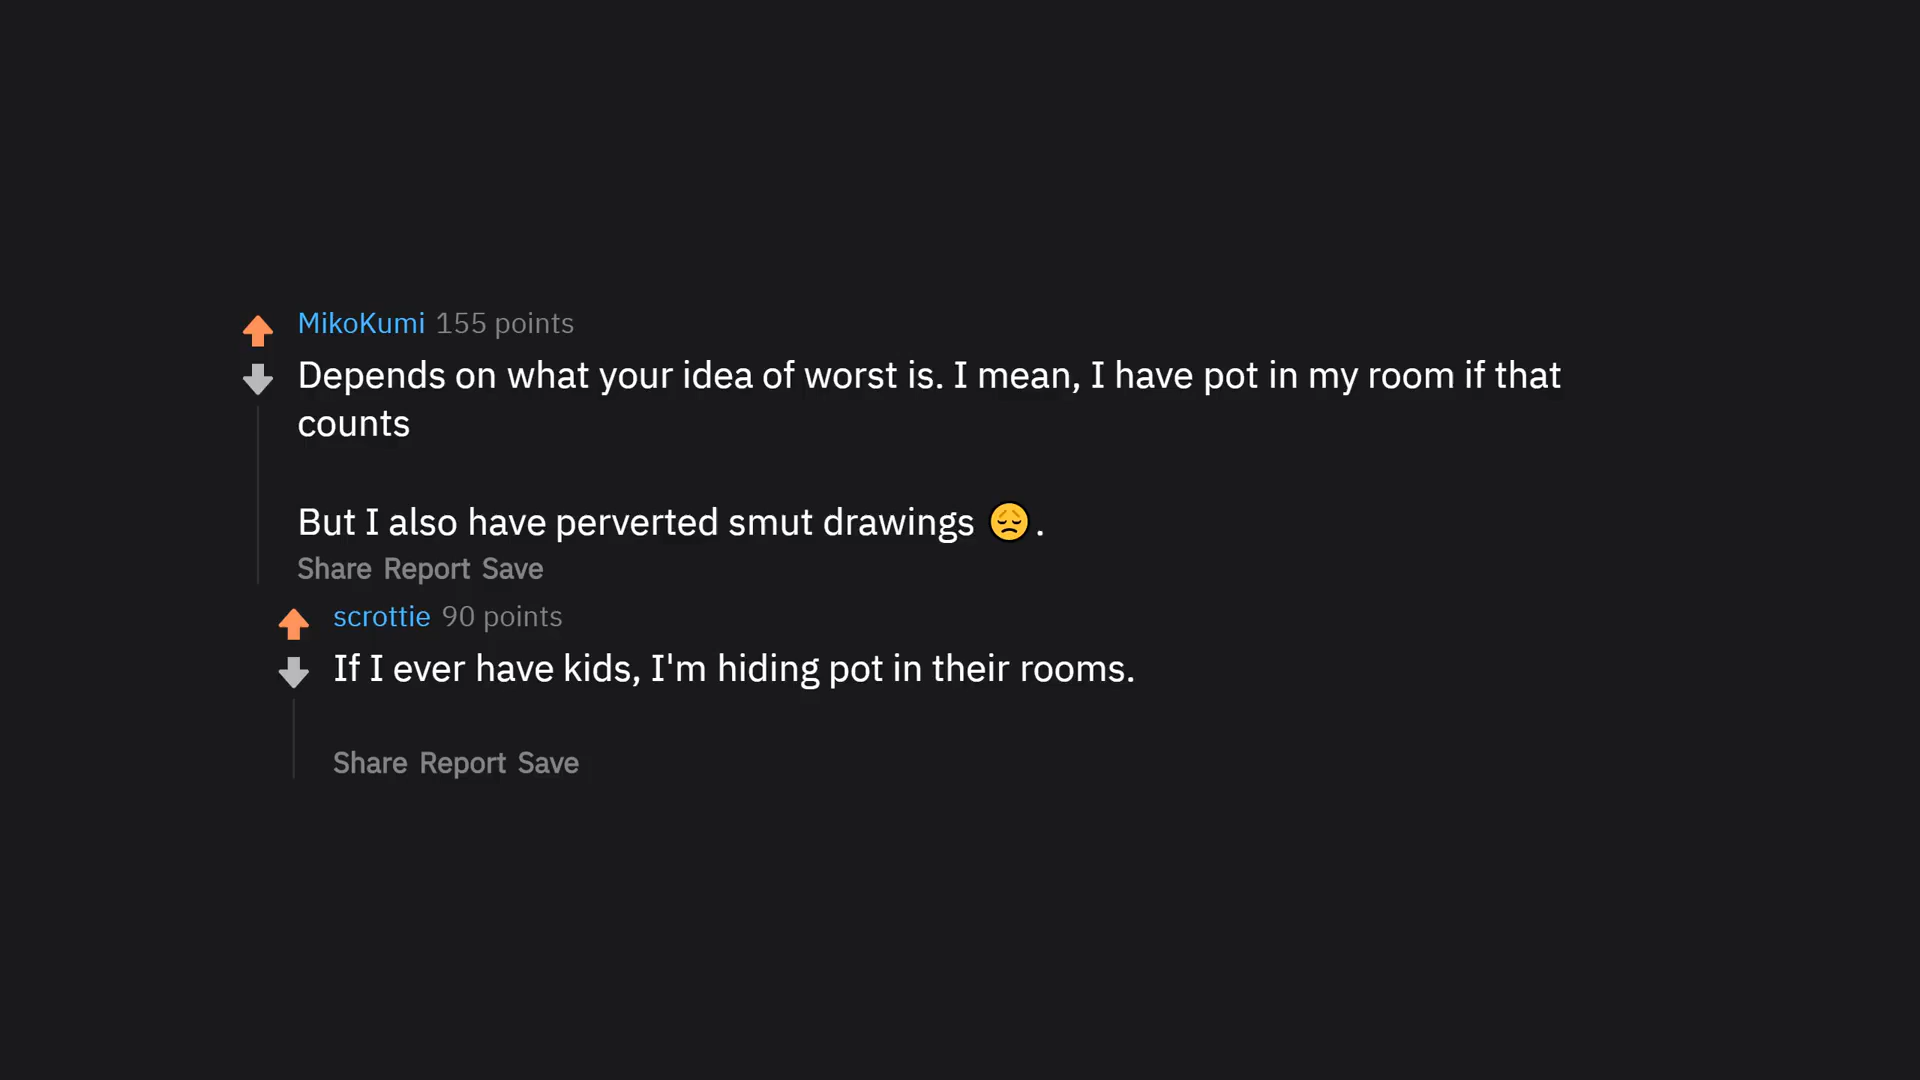 MikoKumi 155 points
Depends on what your idea of worst is. I mean, I have pot in my room if that
counts
But I also have perverted smut drawings 😔.
Share Report Save
scrottie 90 points
If I ever have kids, I'm hiding pot in their rooms.
Share Report Save